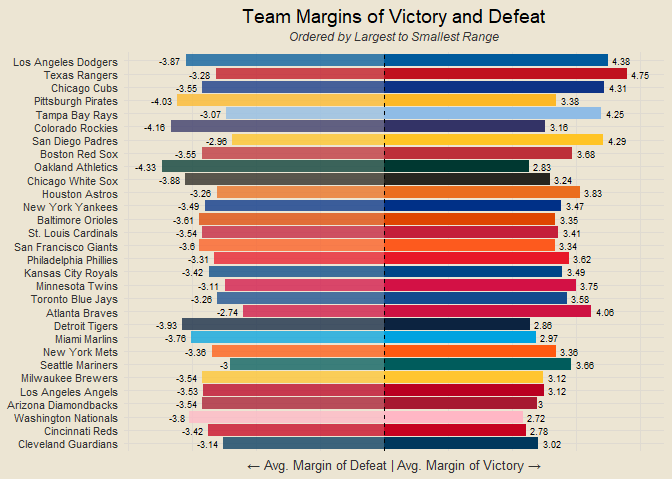 Team Margins of Victory and Defeat
Ordered by Largest to Smallest Range
Los Angeles Dodgers -3.87 4.38
Texas Rangers -3.28 4.75
Chicago Cubs -3.55 4.31
Pittsburgh Pirates -4.03 3.38
Tampa Bay Rays -3.07 4.25
Colorado Rockies -4.16 3.16
San Diego Padres -2.96 4.29
Boston Red Sox -3.55 3.68
Oakland Athletics -4.33 2.83
Chicago White Sox -3.88 3.24
Houston Astros -3.26 3.83
New York Yankees -3.49 3.47
Baltimore Orioles -3.61 3.35
St. Louis Cardinals -3.54 3.41
San Francisco Giants -3.6 3.34
Philadelphia Phillies -3.31 3.62
Kansas City Royals -3.42 3.49
Minnesota Twins -3.11 3.75
Toronto Blue Jays -3.26 3.58
Atlanta Braves -2.74 4.06
Detroit Tigers -3.93 2.86
Miami Marlins -3.76 2.97
New York Mets -3.36 3.36
Seattle Mariners -3 3.66
Milwaukee Brewers -3.54 3.12
Los Angeles Angels -3.53 3.12
Arizona Diamondbacks -3.54 3
Washington Nationals -3.8 2.72
Cincinnati Reds -3.42 2.78
Cleveland Guardians -3.14 3.02
← Avg. Margin of Defeat | Avg. Margin of Victory →